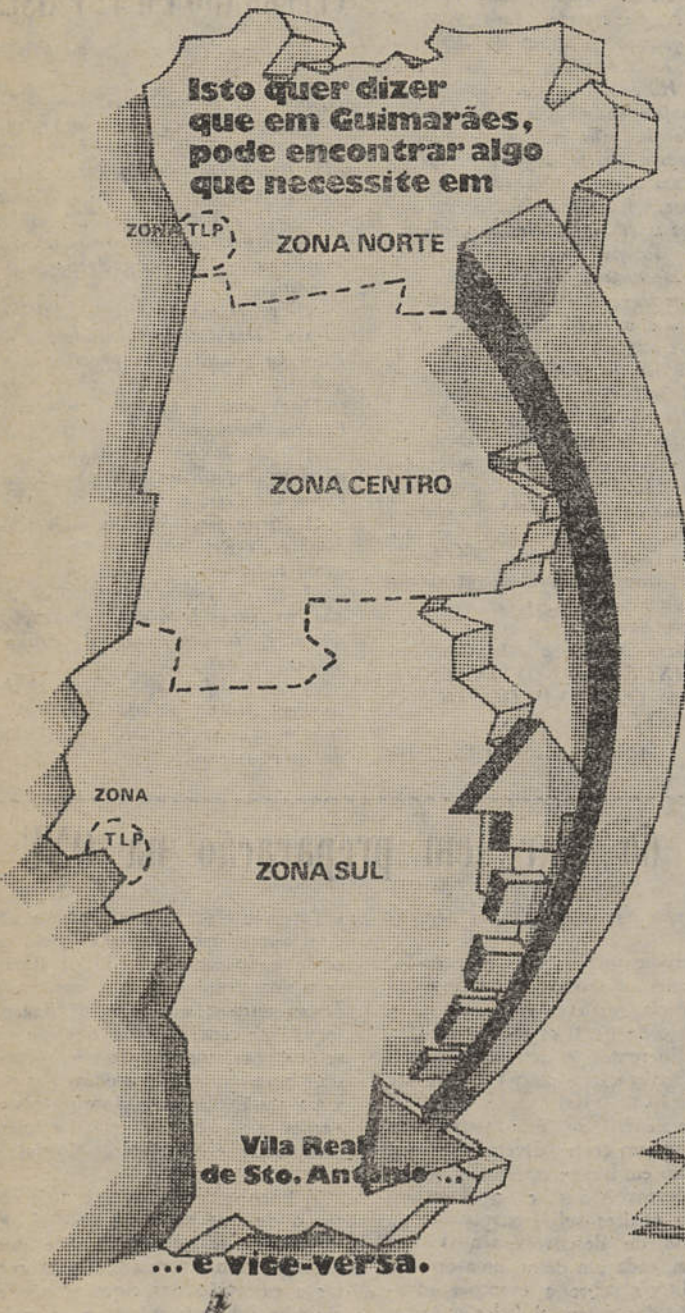 Isto quer dizer
que em Guimarães,
pode encontrar algo
que necessite em
ZONA TLP
ZONA NORTE
ZONA CENTRO
ZONA
TLP
ZONA SUL
Vila Real
de Sto. António ...
... e vice-versa.